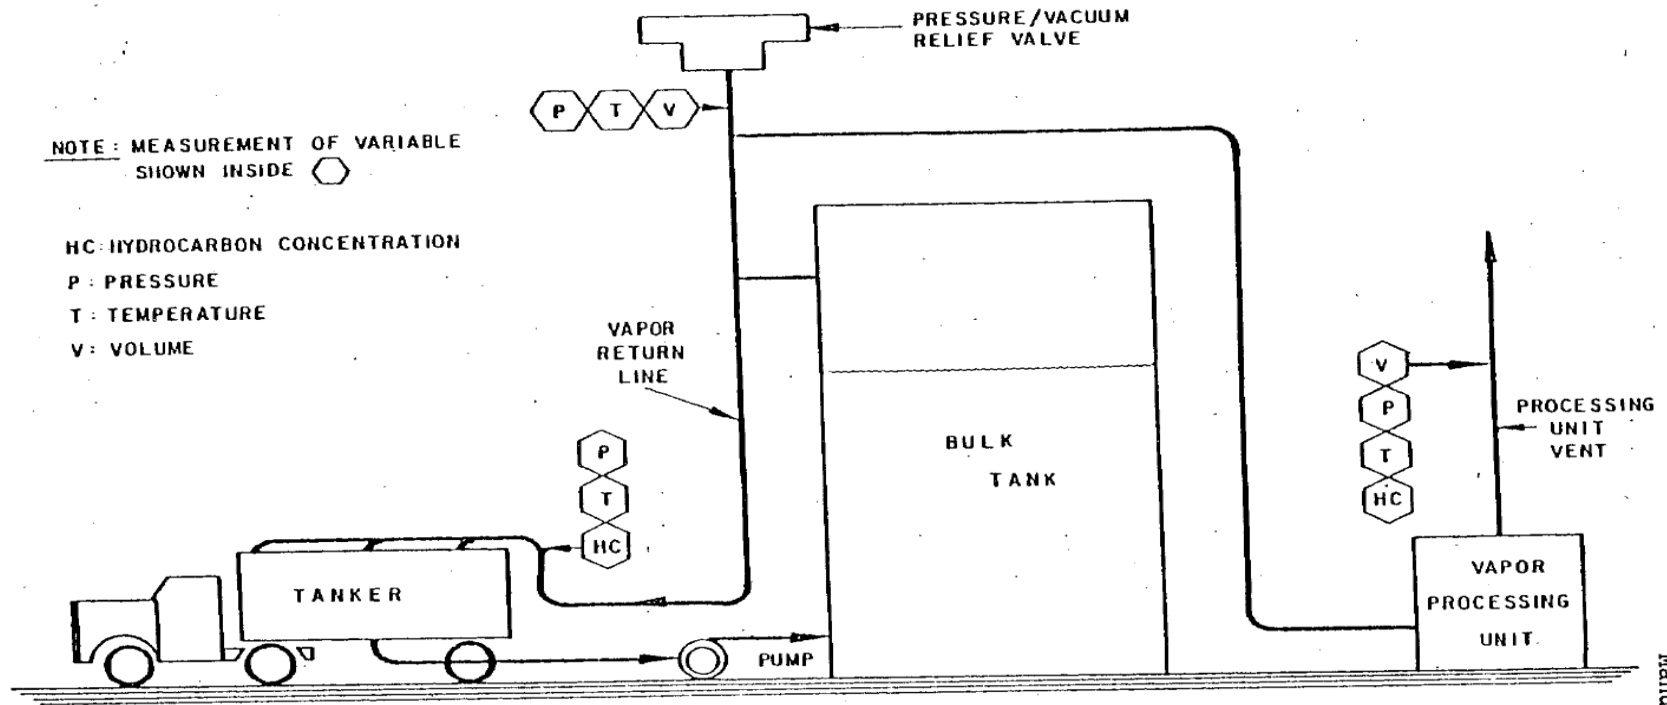 PRESSURE/VACUUM
RELIEF VALVE
P T V
NOTE: MEASUREMENT OF VARIABLE
SHOWN INSIDE
HC: HYDROCARBON CONCENTRATION
P: PRESSURE
T: TEMPERATURE
V: VOLUME
VAPOR
RETURN
LINE
P
T
HC
BULK
TANK
V
P
T
HC
PROCESSING
UNIT
VENT
TANKER
PUMP
VAPOR
PROCESSING
UNIT.